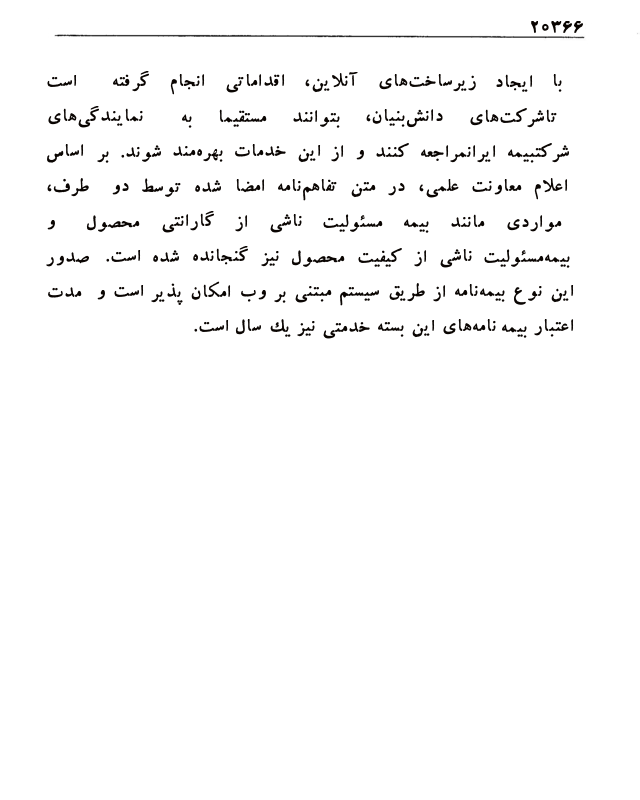 ۲۰۳۶۶
با ایجاد زیرساخت‌های آنلاین، اقداماتی انجام گرفته است
تاشرکت‌های دانش‌بنیان، بتوانند مستقیما به نمایندگی‌های
شرکتبیمه ایرانمراجعه کنند و از این خدمات بهره‌مند شوند. بر اساس
اعلام معاونت علمی، در متن تفاهم‌نامه امضا شده توسط دو طرف،
مواردی مانند بیمه مسئولیت ناشی از گارانتی محصول و
بیمه‌مسئولیت ناشی از کیفیت محصول نیز گنجانده شده است. صدور
این نوع بیمه‌نامه از طریق سیستم مبتنی بر وب امکان پذیر است و مدت
اعتبار بیمه نامه‌های این بسته خدمتی نیز یك سال است.